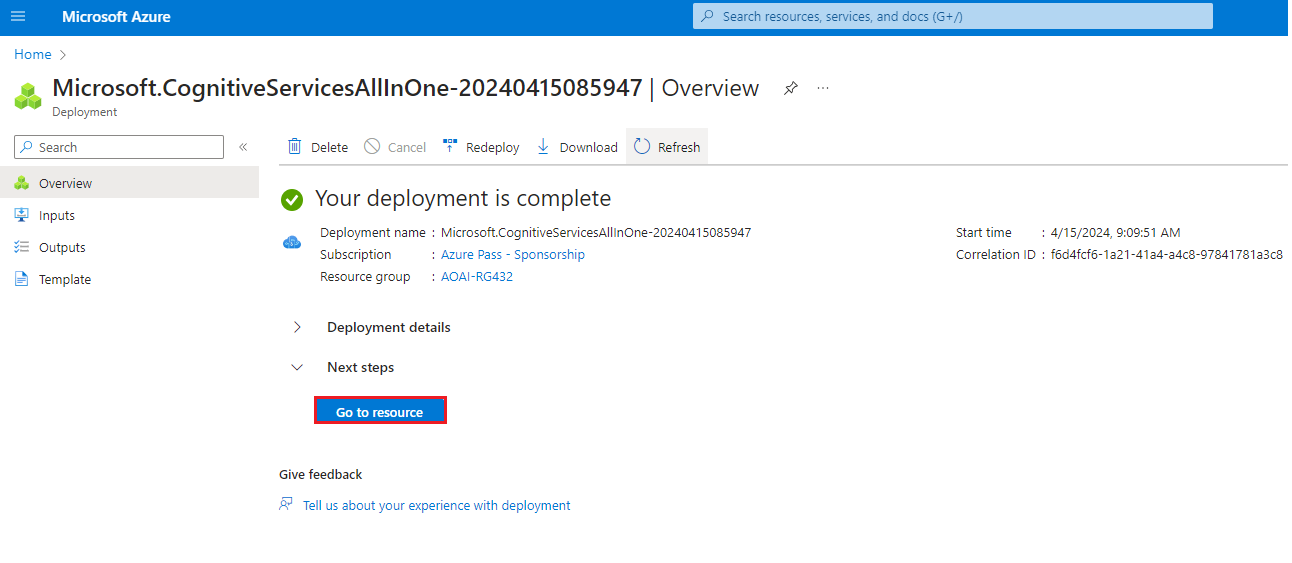 Microsoft Azure
Search resources, services, and docs (G+/)
Home
Microsoft.CognitiveServicesAllInOne-20240415085947 | Overview
Deployment
Search
Delete
Cancel
Redeploy
Download
Refresh
Overview
Inputs
Outputs
Template
Your deployment is complete
Deployment name : Microsoft.CognitiveServicesAllInOne-20240415085947
Subscription : Azure Pass - Sponsorship
Resource group : AOAI-RG432
Start time : 4/15/2024, 9:09:51 AM
Correlation ID : f6d4fcf6-1a21-41a4-a4c8-97841781a3c8
Deployment details
Next steps
Go to resource
Give feedback
Tell us about your experience with deployment